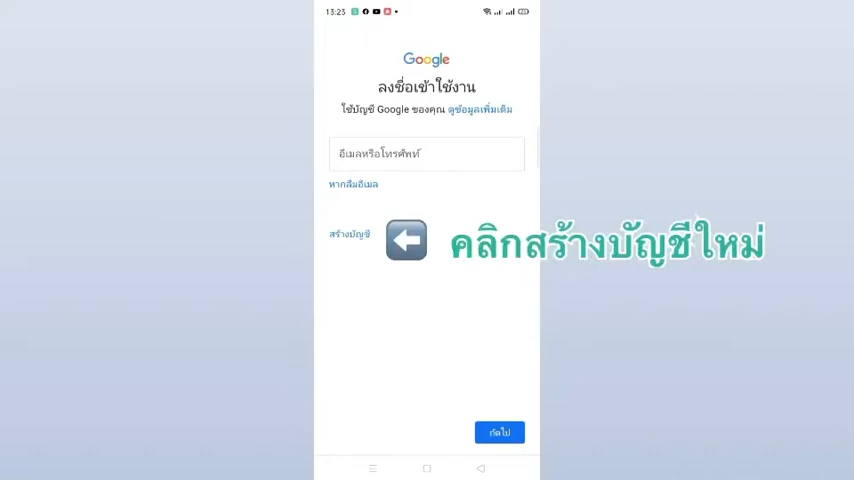 13:23
Google
ลงชื่อเข้าใช้งาน
ใช้บัญชี Google ของคุณ ดูข้อมูลเพิ่มเติม
อีเมลหรือโทรศัพท์
หากลืมอีเมล
สร้างบัญชี
คลิกสร้างบัญชีใหม่
ถัดไป